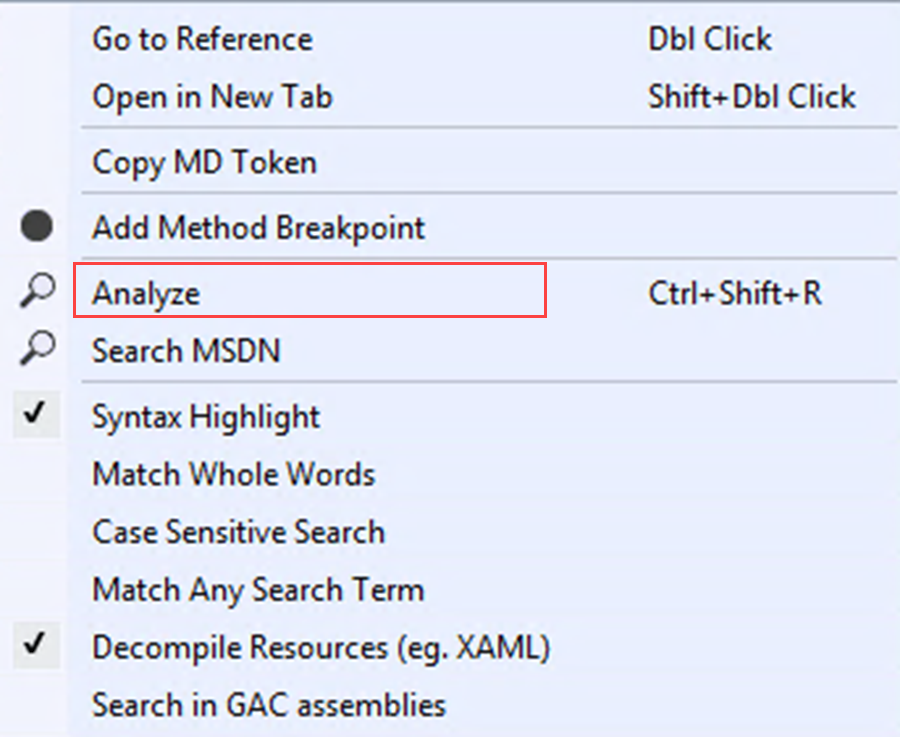 Go to Reference Dbl Click
Open in New Tab Shift+Dbl Click
Copy MD Token
Add Method Breakpoint
Analyze Ctrl+Shift+R
Search MSDN
Syntax Highlight
Match Whole Words
Case Sensitive Search
Match Any Search Term
Decompile Resources (eg. XAML)
Search in GAC assemblies